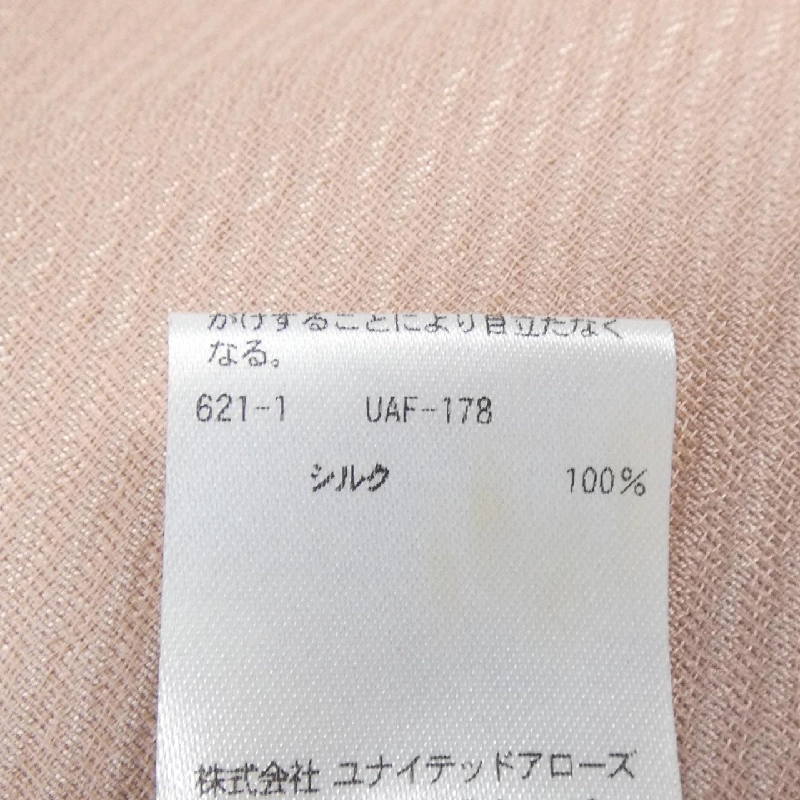 かけすることにより目立たなく
なる。
621-1 UAF-178
シルク 100%
株式会社 ユナイテッドアローズ